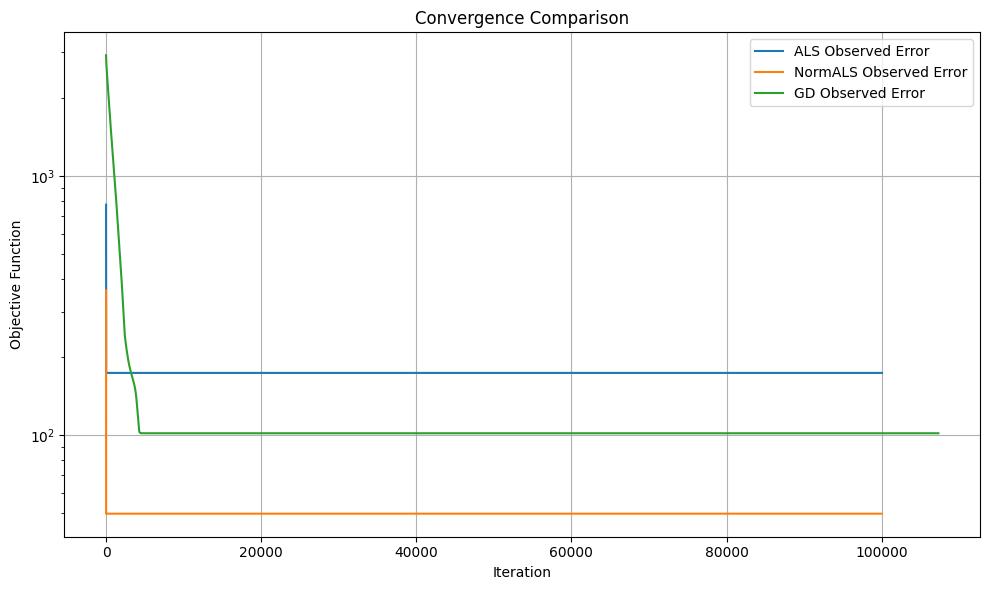 Convergence Comparison
ALS Observed Error
NormALS Observed Error
GD Observed Error
Objective Function
10³
10²
0 20000 40000 60000 80000 100000
Iteration